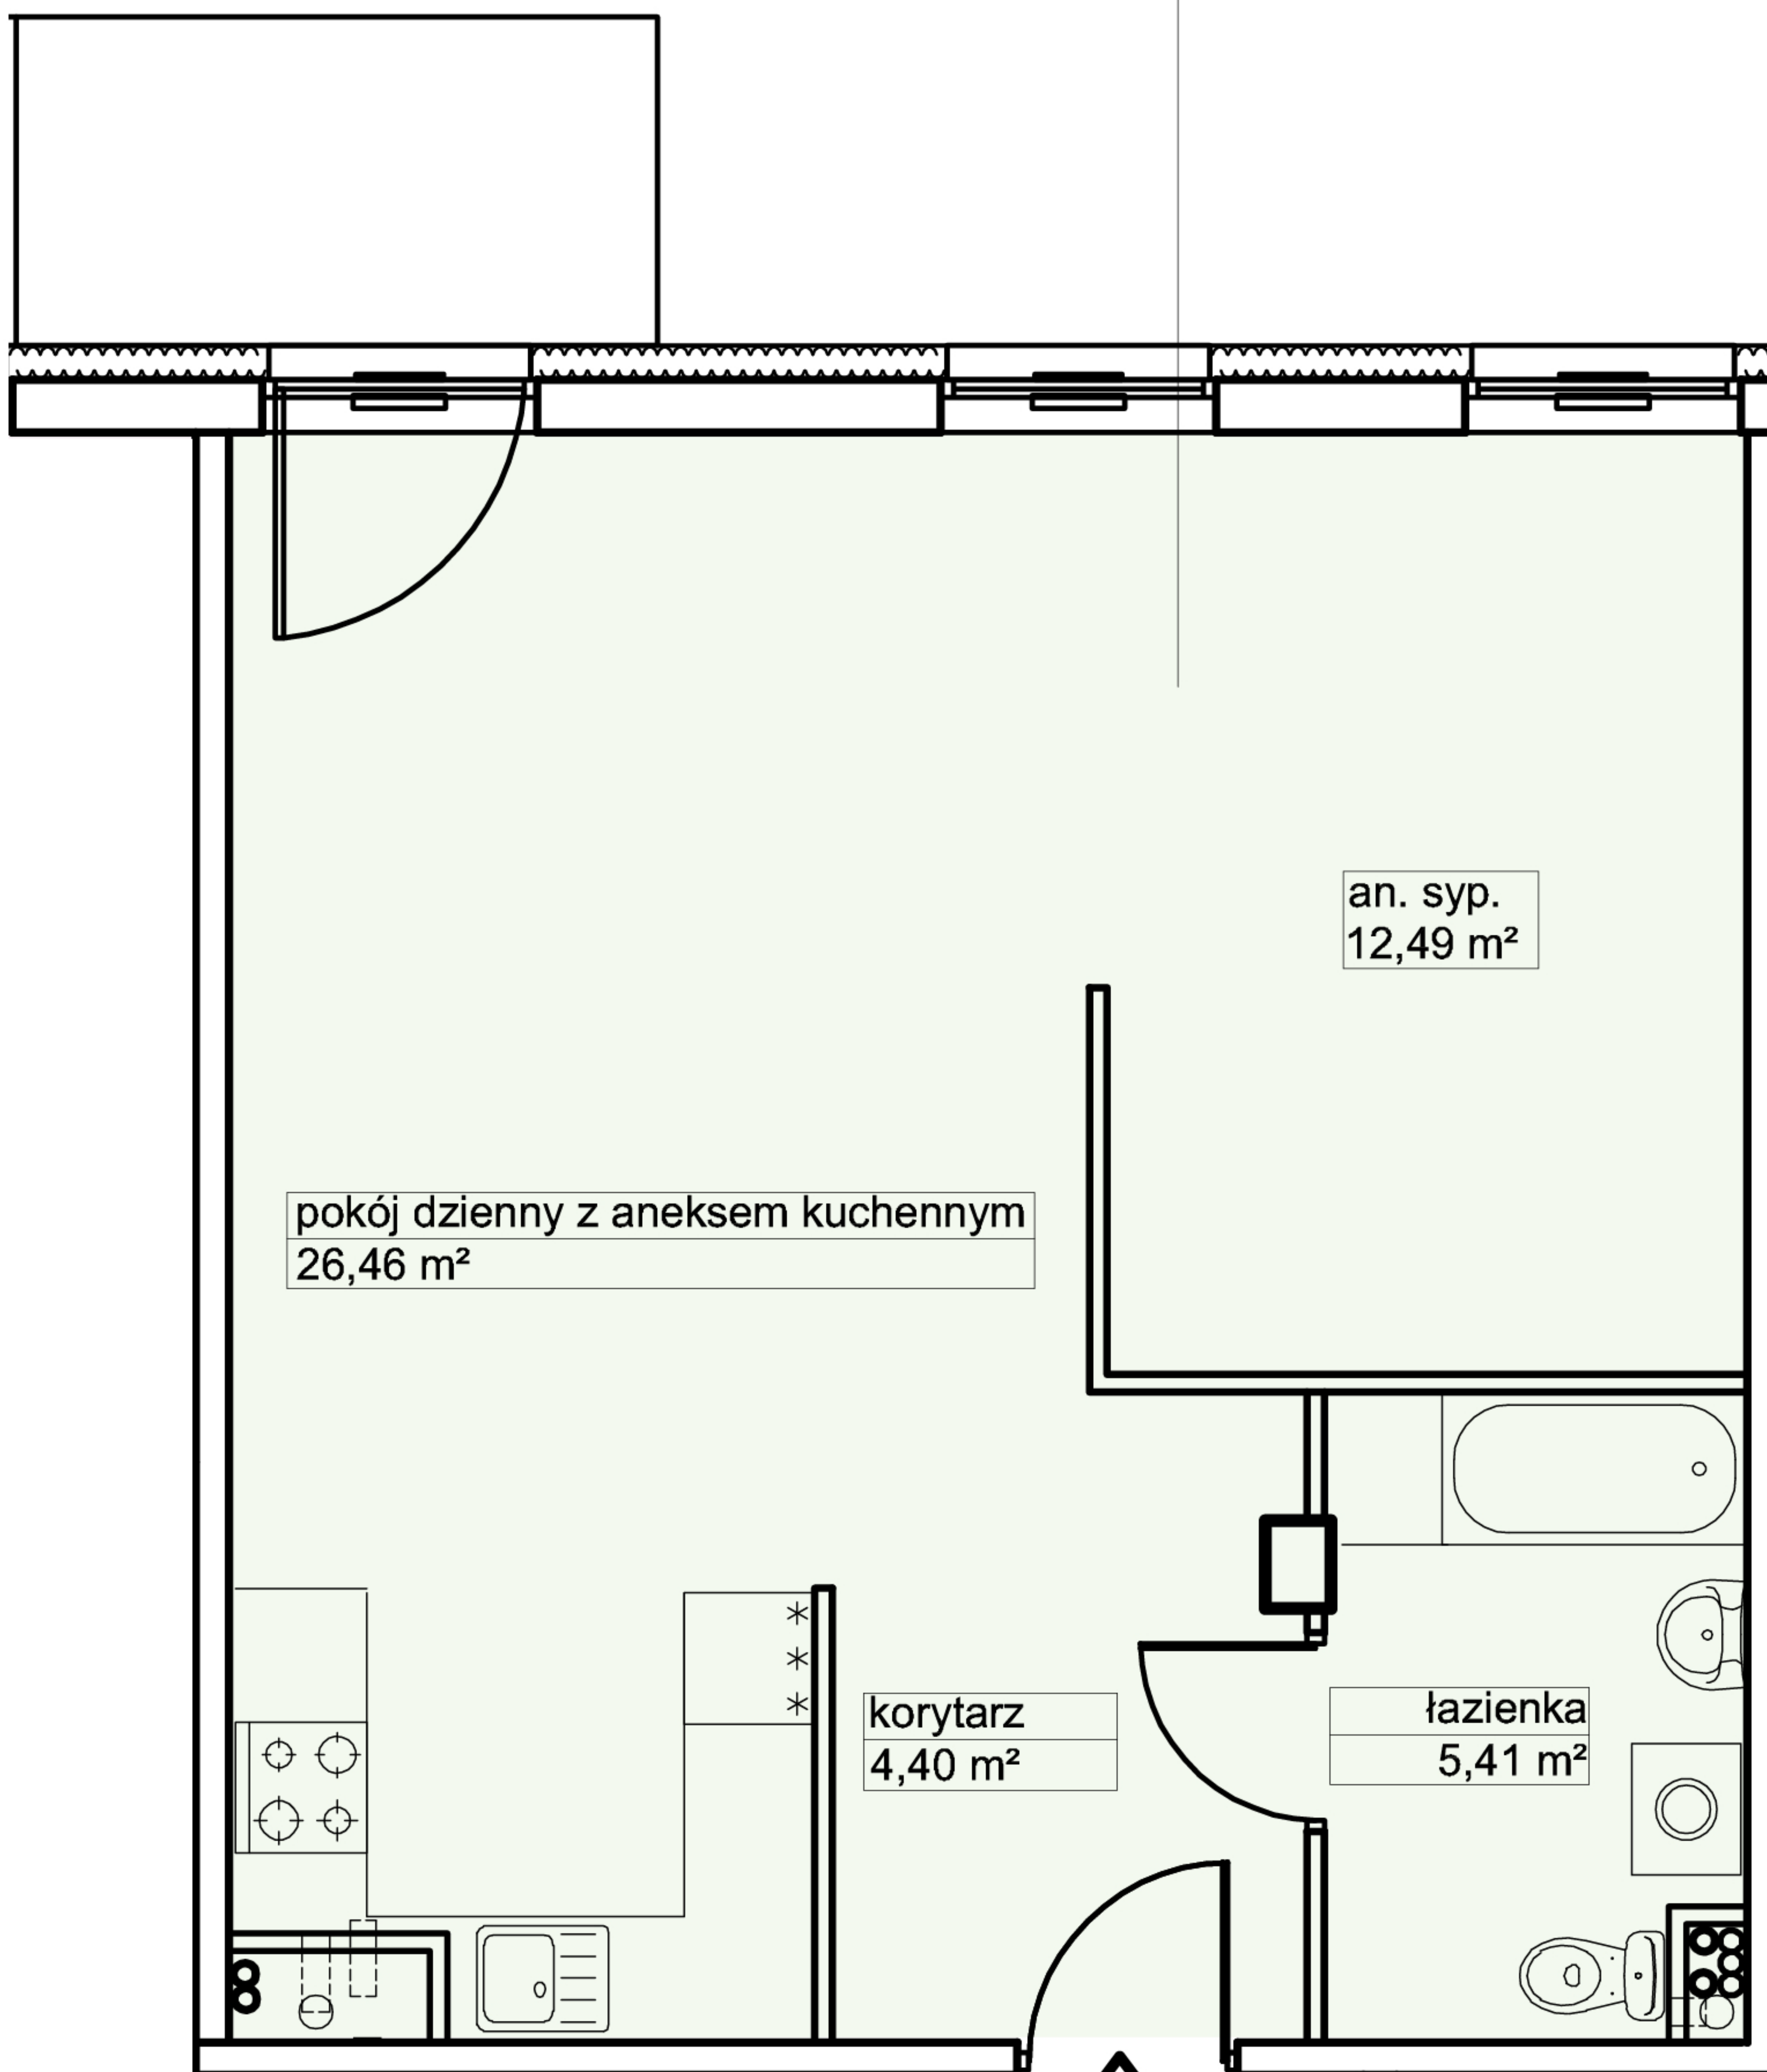 an. syp.
12,49 m²
pokój dzienny z aneksem kuchennym
26,46 m²
korytarz
4,40 m²
łazienka
5,41 m²